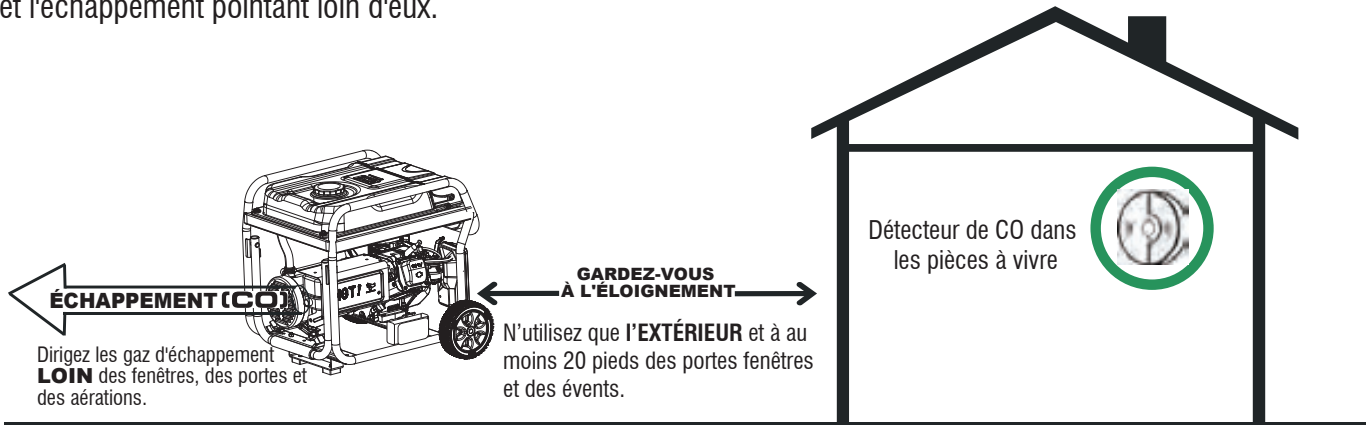 et l'échappement pointant loin d'eux.
Détecteur de CO dans
les pièces à vivre
GARDEZ-VOUS
À L'ÉLOIGNEMENT
ÉCHAPPEMENT (CO)
N'utilisez que l'EXTÉRIEUR et à au
moins 20 pieds des portes fenêtres
et des évents.
Dirigez les gaz d'échappement
LOIN des fenêtres, des portes et
des aérations.